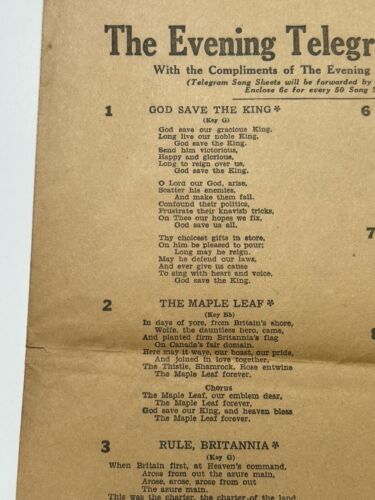 The Evening Telegr
With the Compliments of The Evening
(Telegram Song Sheets will be forwarded by
Enclose 6c for every 50 Song
1 GOD SAVE THE KING * 6
(Key G)
God save our gracious King,
Long live our noble King,
God save the King.
Send him victorious,
Happy and glorious,
Long to reign over us,
God save the King.
O Lord our God, arise,
Scatter his enemies,
And make them fall.
Confound their politics,
Frustrate their knavish tricks,
On Thee our hopes we fix,
God save us all.
Thy choicest gifts in store,
On him be pleased to pour;
Long may he reign.
May he defend our laws,
And ever give us cause
To sing with heart and voice,
God save the King.
7
2 THE MAPLE LEAF *
(Key Bb)
In days of yore, from Britain's shore,
Wolfe, the dauntless hero, came,
And planted firm Britannia's flag
On Canada's fair domain.
Here may it wave, our boast, our pride,
And joined in love together,
The Thistle, Shamrock, Rose entwine
The Maple Leaf forever.
Chorus
The Maple Leaf, our emblem dear,
The Maple Leaf forever,
God save our King, and heaven bless
The Maple Leaf forever.
3 RULE, BRITANNIA *
(Key G)
When Britain first, at Heaven's command,
Arose from out the azure main,
Arose, arose, arose from out
The azure main.
This was the charter, the charter of the land